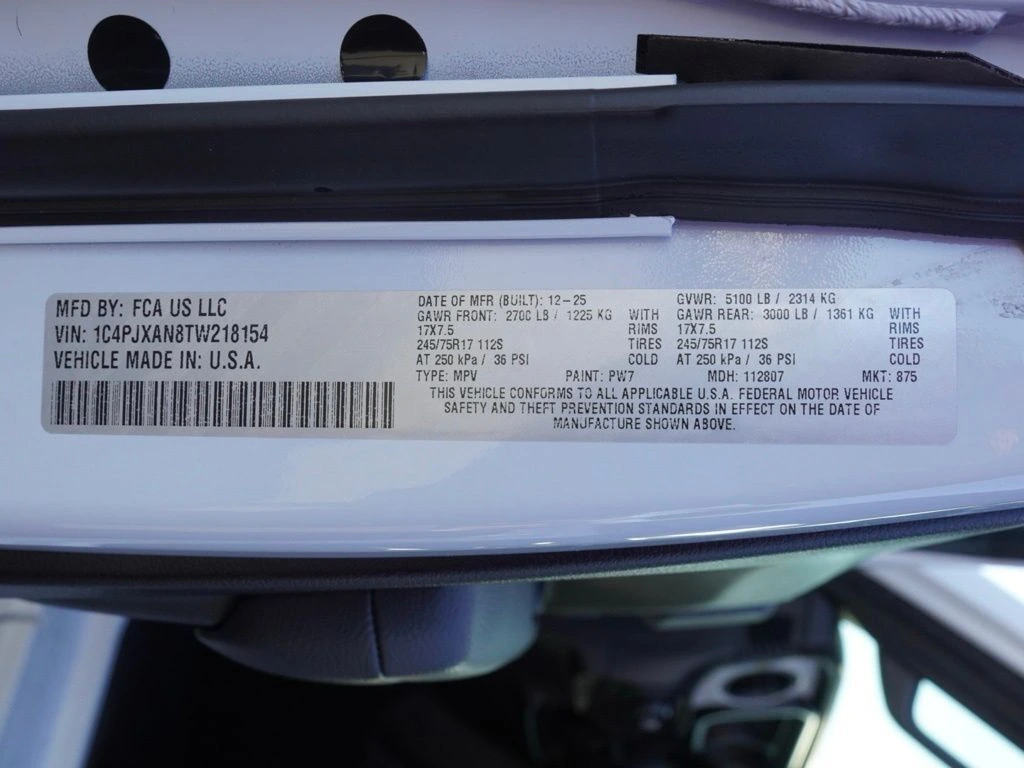 MFD BY: FCA US LLC
VIN: 1C4PJXAN8TW218154
VEHICLE MADE IN: U.S.A.
DATE OF MFR (BUILT): 12-25 GVWR: 5100 LB / 2314 KG
GAWR FRONT: 2700 LB / 1225 KG WITH GAWR REAR: 3000 LB / 1361 KG WITH
17X7.5 RIMS 17X7.5 RIMS
245/75R17 112S TIRES 245/75R17 112S TIRES
AT 250 kPa / 36 PSI COLD AT 250 kPa / 36 PSI COLD
TYPE: MPV PAINT: PW7 MDH: 112807 MKT: 875
THIS VEHICLE CONFORMS TO ALL APPLICABLE U.S.A. FEDERAL MOTOR VEHICLE
SAFETY AND THEFT PREVENTION STANDARDS IN EFFECT ON THE DATE OF
MANUFACTURE SHOWN ABOVE.